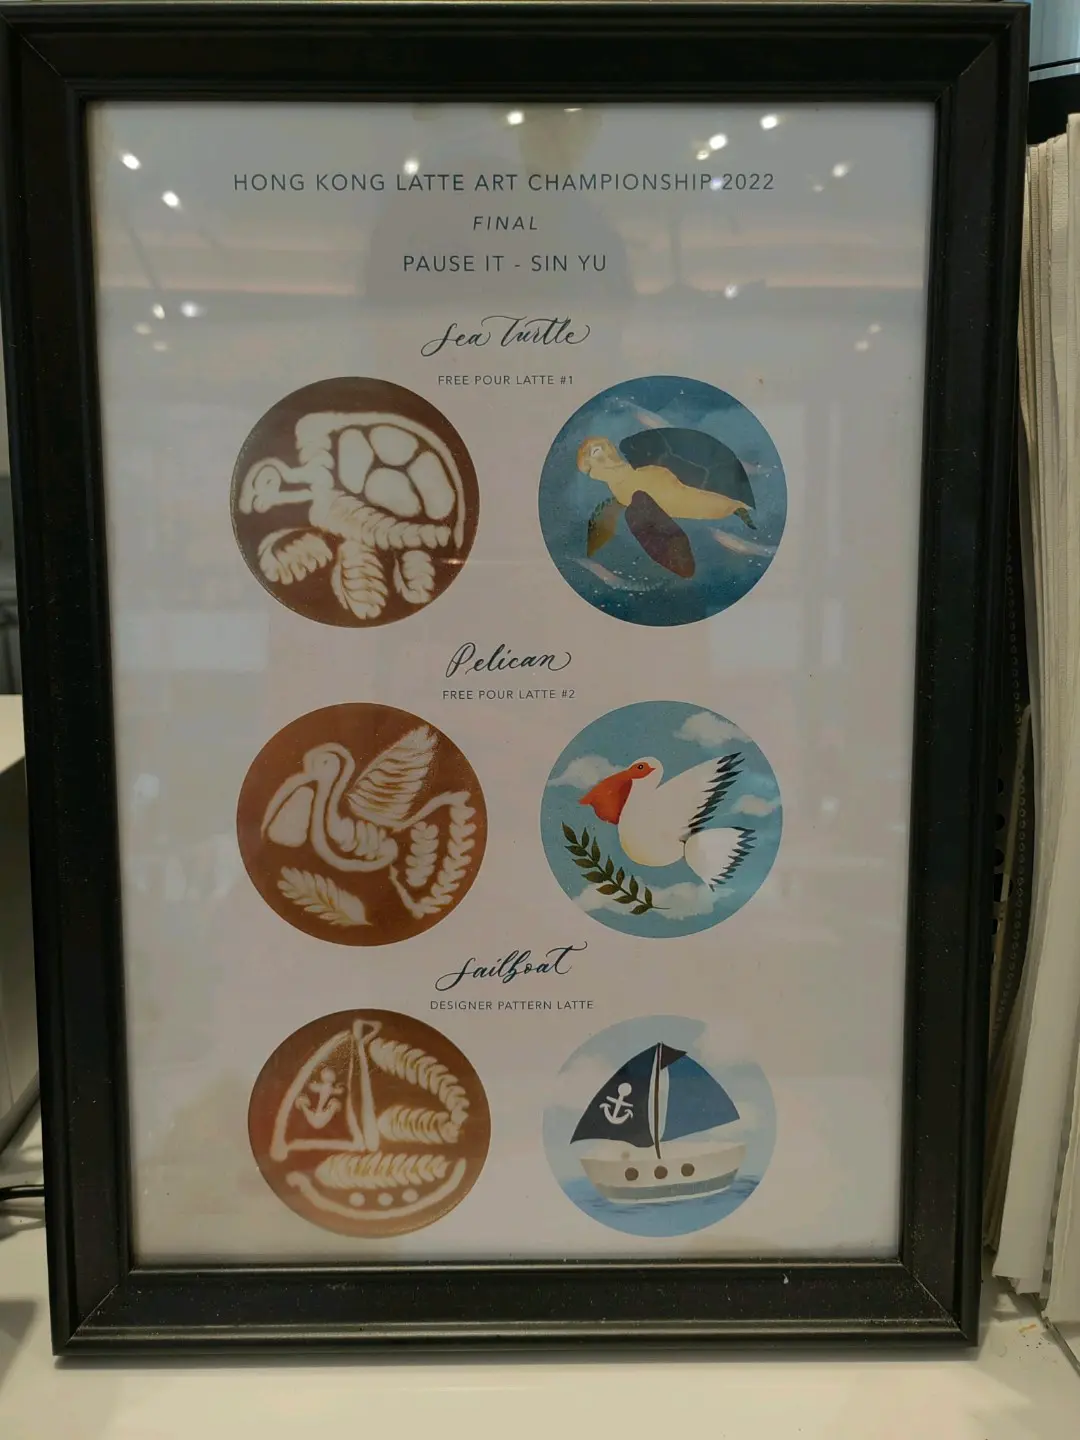 HONG KONG LATTE ART CHAMPIONSHIP 2022
FINAL
PAUSE IT - SIN YU
Sea Turtle
FREE POUR LATTE #1
Pelican
FREE POUR LATTE #2
Sailboat
DESIGNER PATTERN LATTE